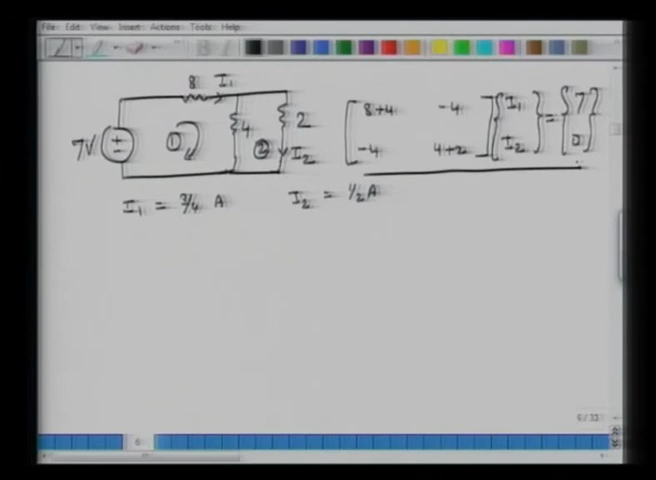 File Edit View Insert Actions Tools Help
8 I₁
7V ± ① 4 ② 2 I₂
[8+4 -4] {I₁} = {7}
[-4 4+2] {I₂} {0}
I₁ = 3/4 A I₂ = 1/2 A
6/33
6